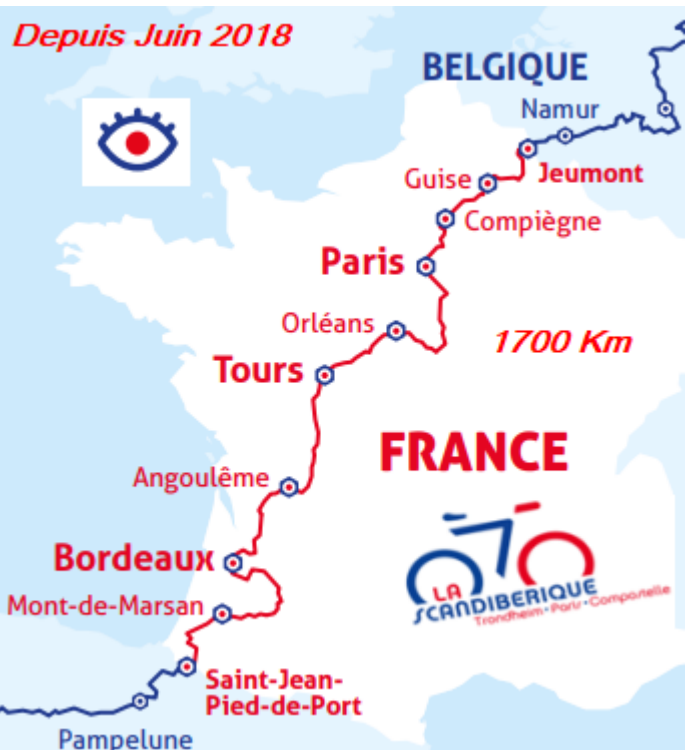 Depuis Juin 2018
BELGIQUE
Namur
Jeumont
Guise
Compiègne
Paris
Orléans
1700 Km
Tours
FRANCE
Angoulême
Bordeaux
LA
SCANDIBERIQUE
Trondheim • Paris • Compostelle
Mont-de-Marsan
Saint-Jean-
Pied-de-Port
Pampelune